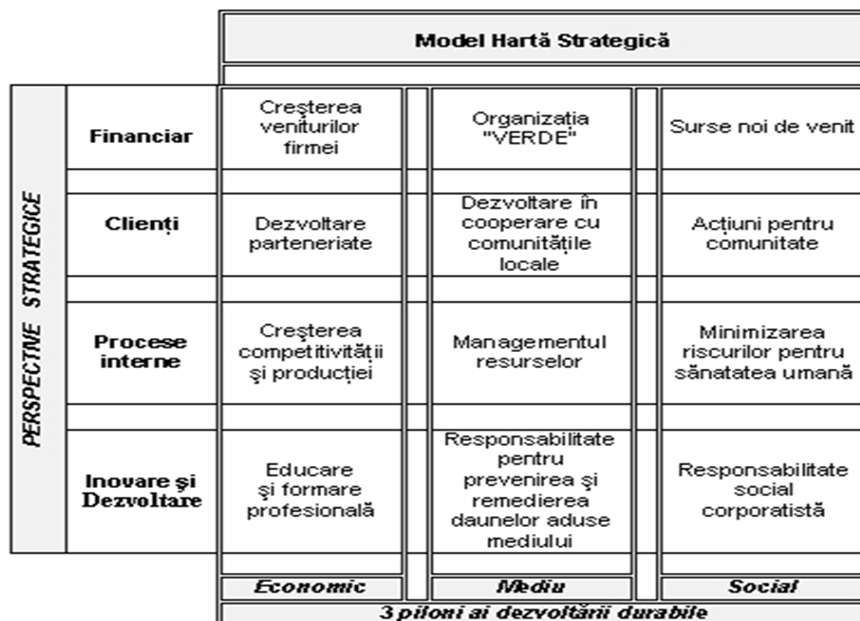 Model Hartă Strategică
PERSPECTIVE STRATEGICE
Financiar
Creşterea
veniturilor
firmei
Organizaţia
"VERDE"
Surse noi de venit
Clienţi
Dezvoltare
parteneriate
Dezvoltare în
cooperare cu
comunităţile
locale
Acţiuni pentru
comunitate
Procese
interne
Creşterea
competitivităţii
şi producţiei
Managementul
resurselor
Minimizarea
riscurilor pentru
sănatatea umană
Inovare şi
Dezvoltare
Educare
şi formare
profesională
Responsabilitate
pentru
prevenirea şi
remedierea
daunelor aduse
mediului
Responsabilitate
social
corporatistă
Economic
Mediu
Social
3 piloni ai dezvoltării durabile